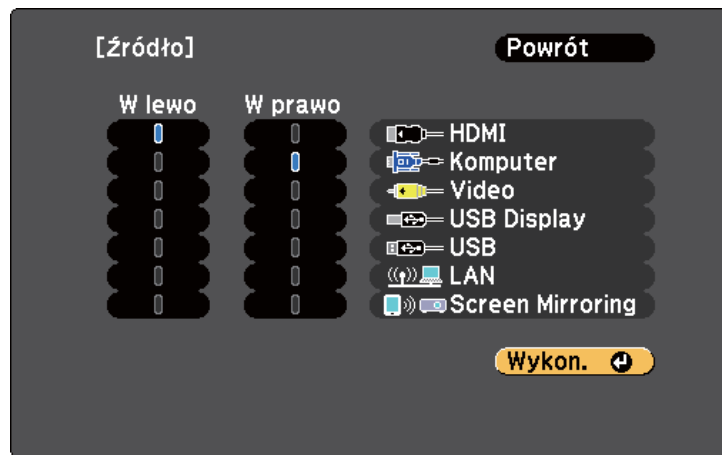 [Źródło]
Powrót
W lewo W prawo
HDMI
Komputer
Video
USB Display
USB
LAN
Screen Mirroring
Wykon.